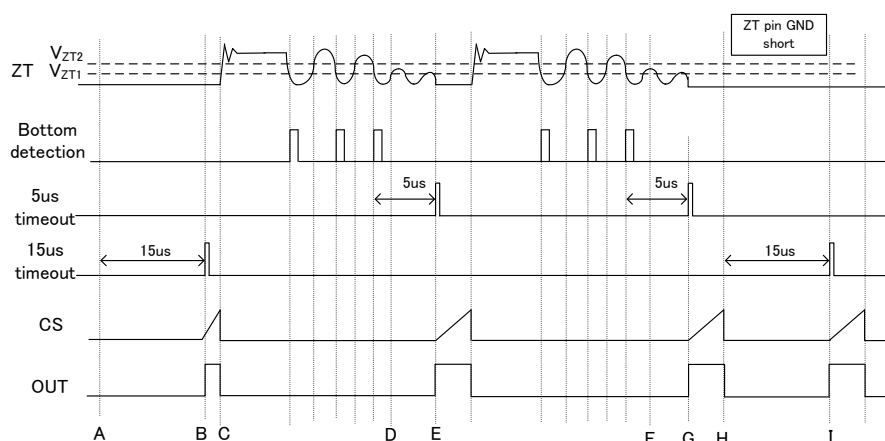 ZT pin GND
short
VZT2
ZT VZT1
Bottom
detection
5us
5us
5us
timeout
15us
timeout
15us
15us
CS
OUT
A B C D E F G H I